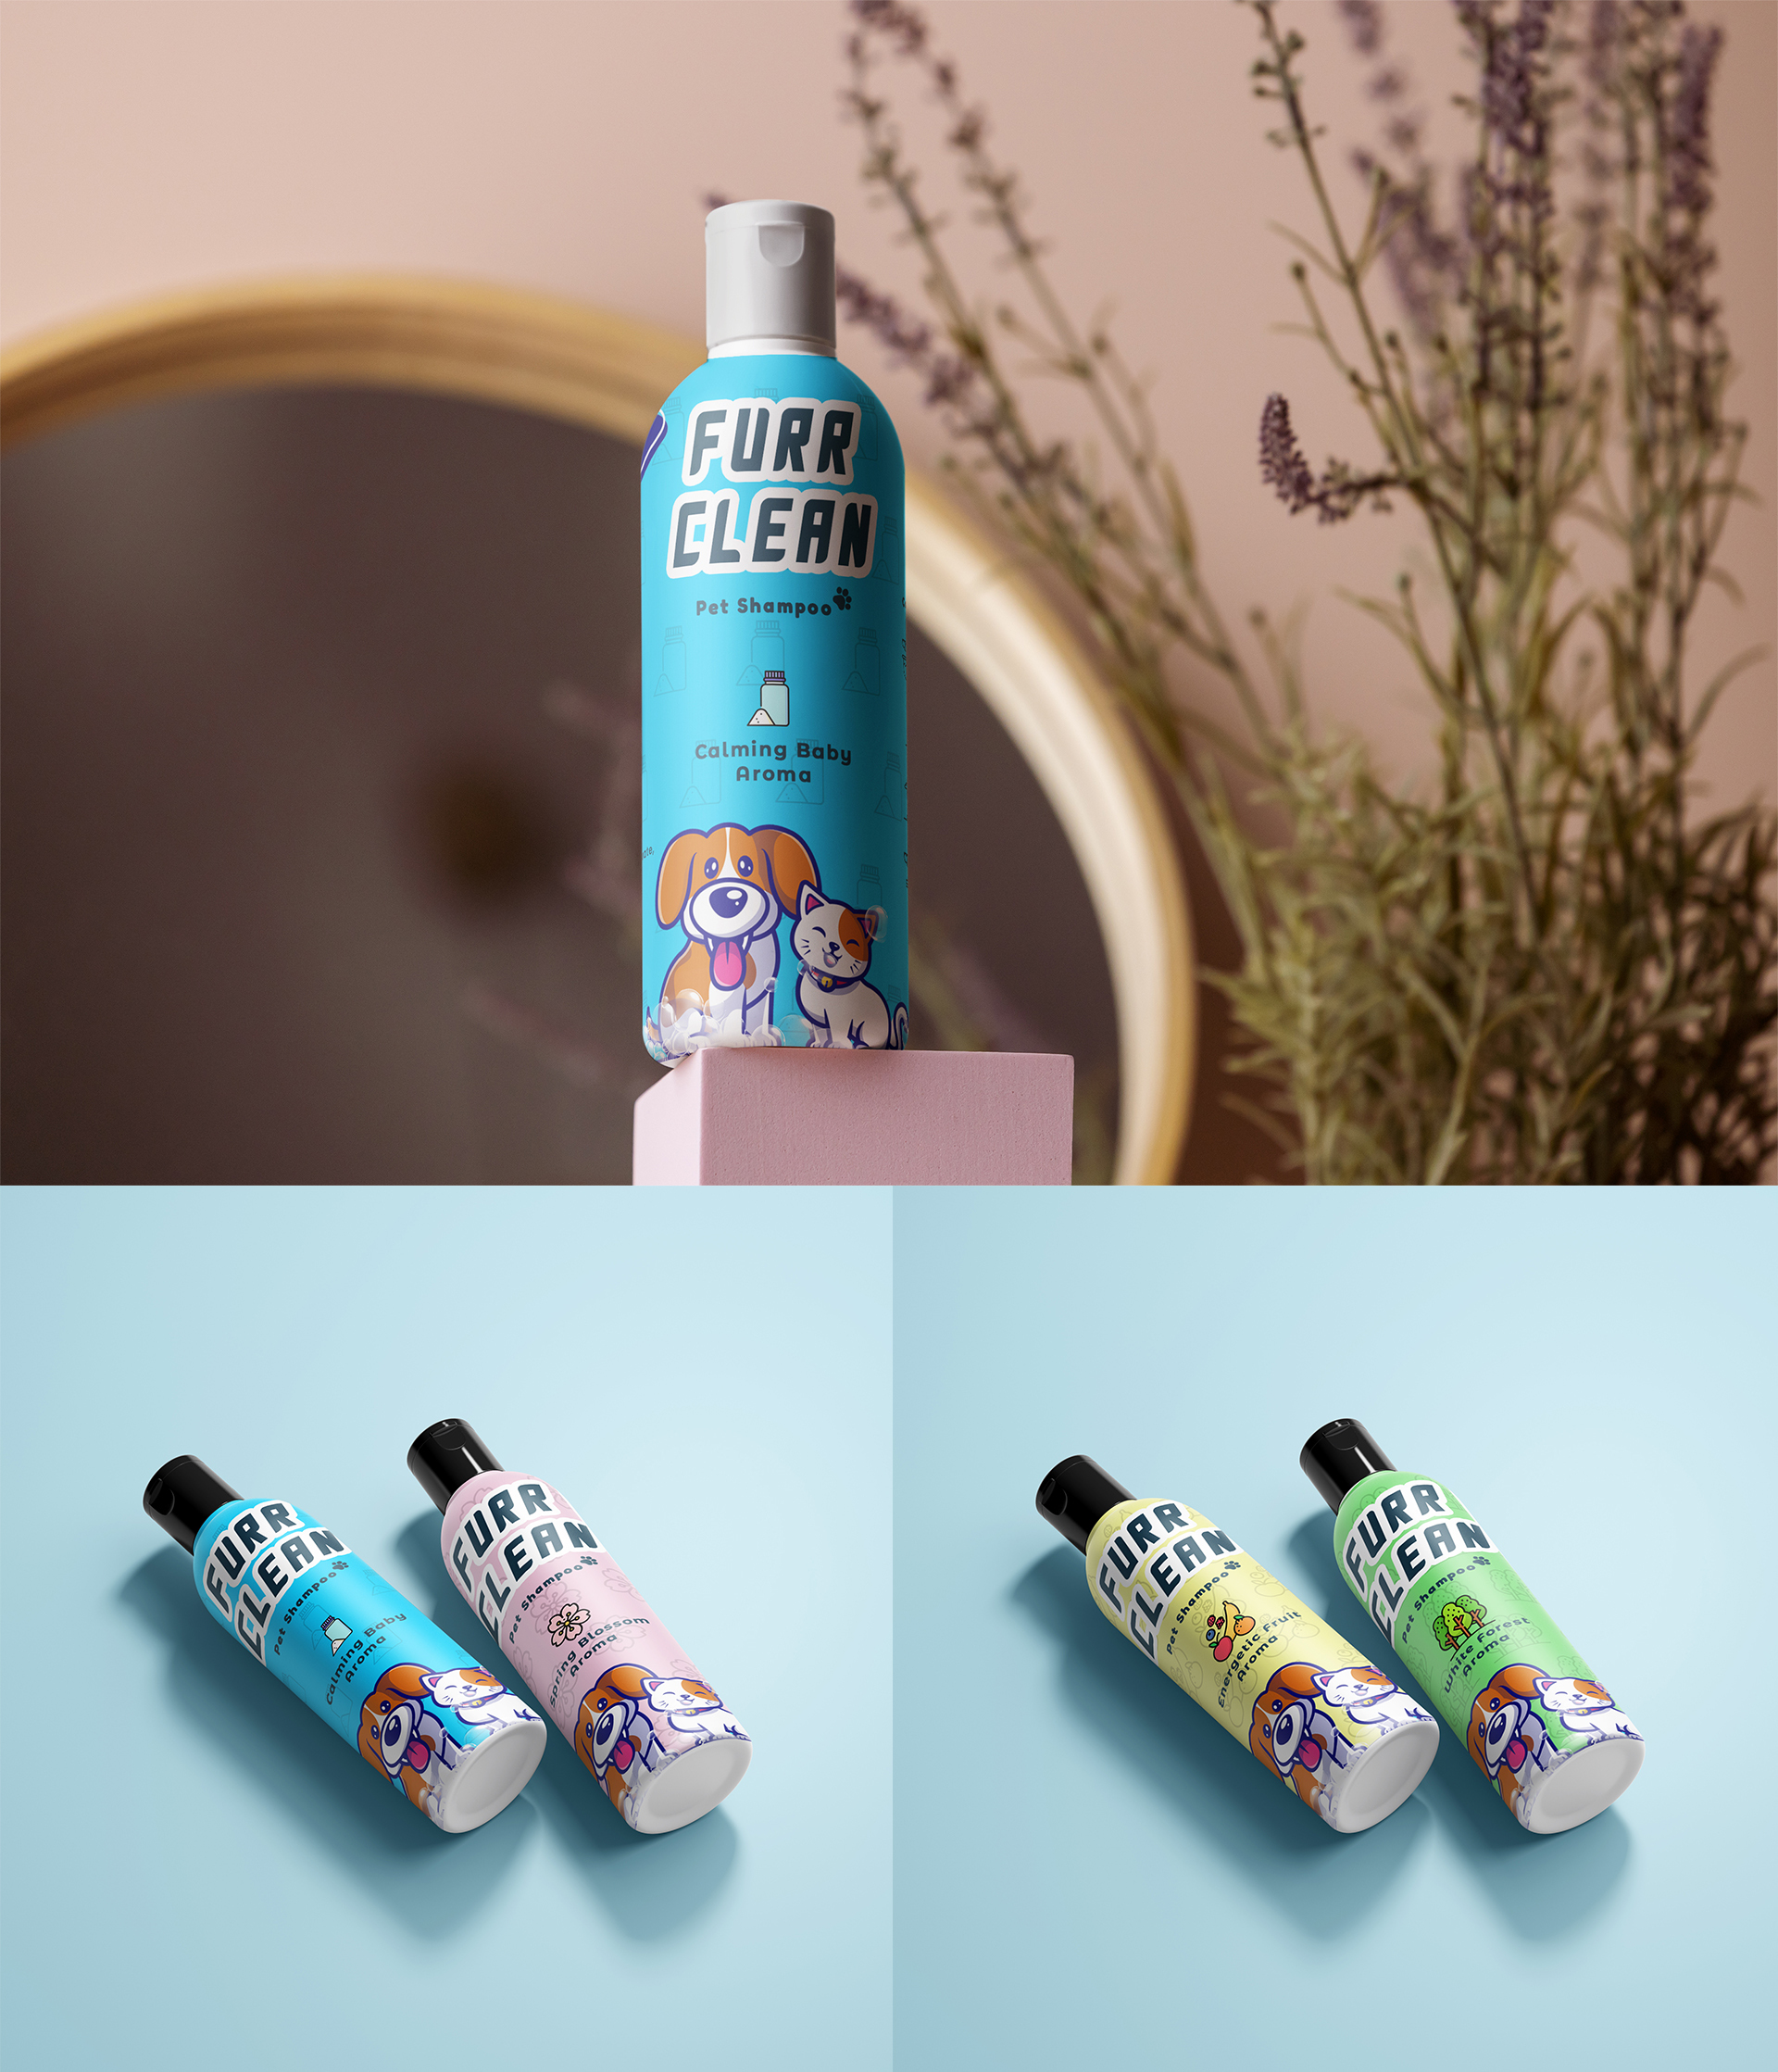 FURR
CLEAN
Pet Shampoo
Calming Baby
Aroma
FURR
CLEAN
Pet Shampoo
Calming Baby
Aroma
FURR
CLEAN
Pet Shampoo
Spring Blossom
Aroma
FURR
CLEAN
Pet Shampoo
Energetic Fruit
Aroma
FURR
CLEAN
Pet Shampoo
White Forest
Aroma